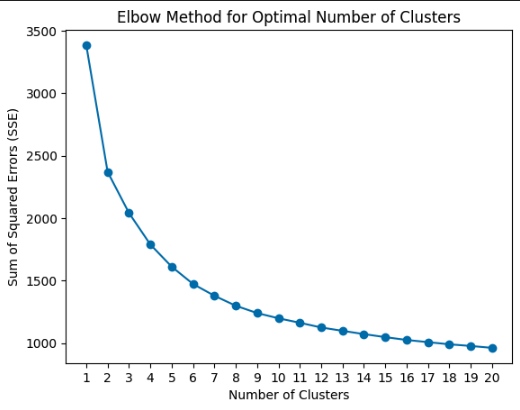 Elbow Method for Optimal Number of Clusters
Sum of Squared Errors (SSE)
3500
3000
2500
2000
1500
1000
1 2 3 4 5 6 7 8 9 10 11 12 13 14 15 16 17 18 19 20
Number of Clusters